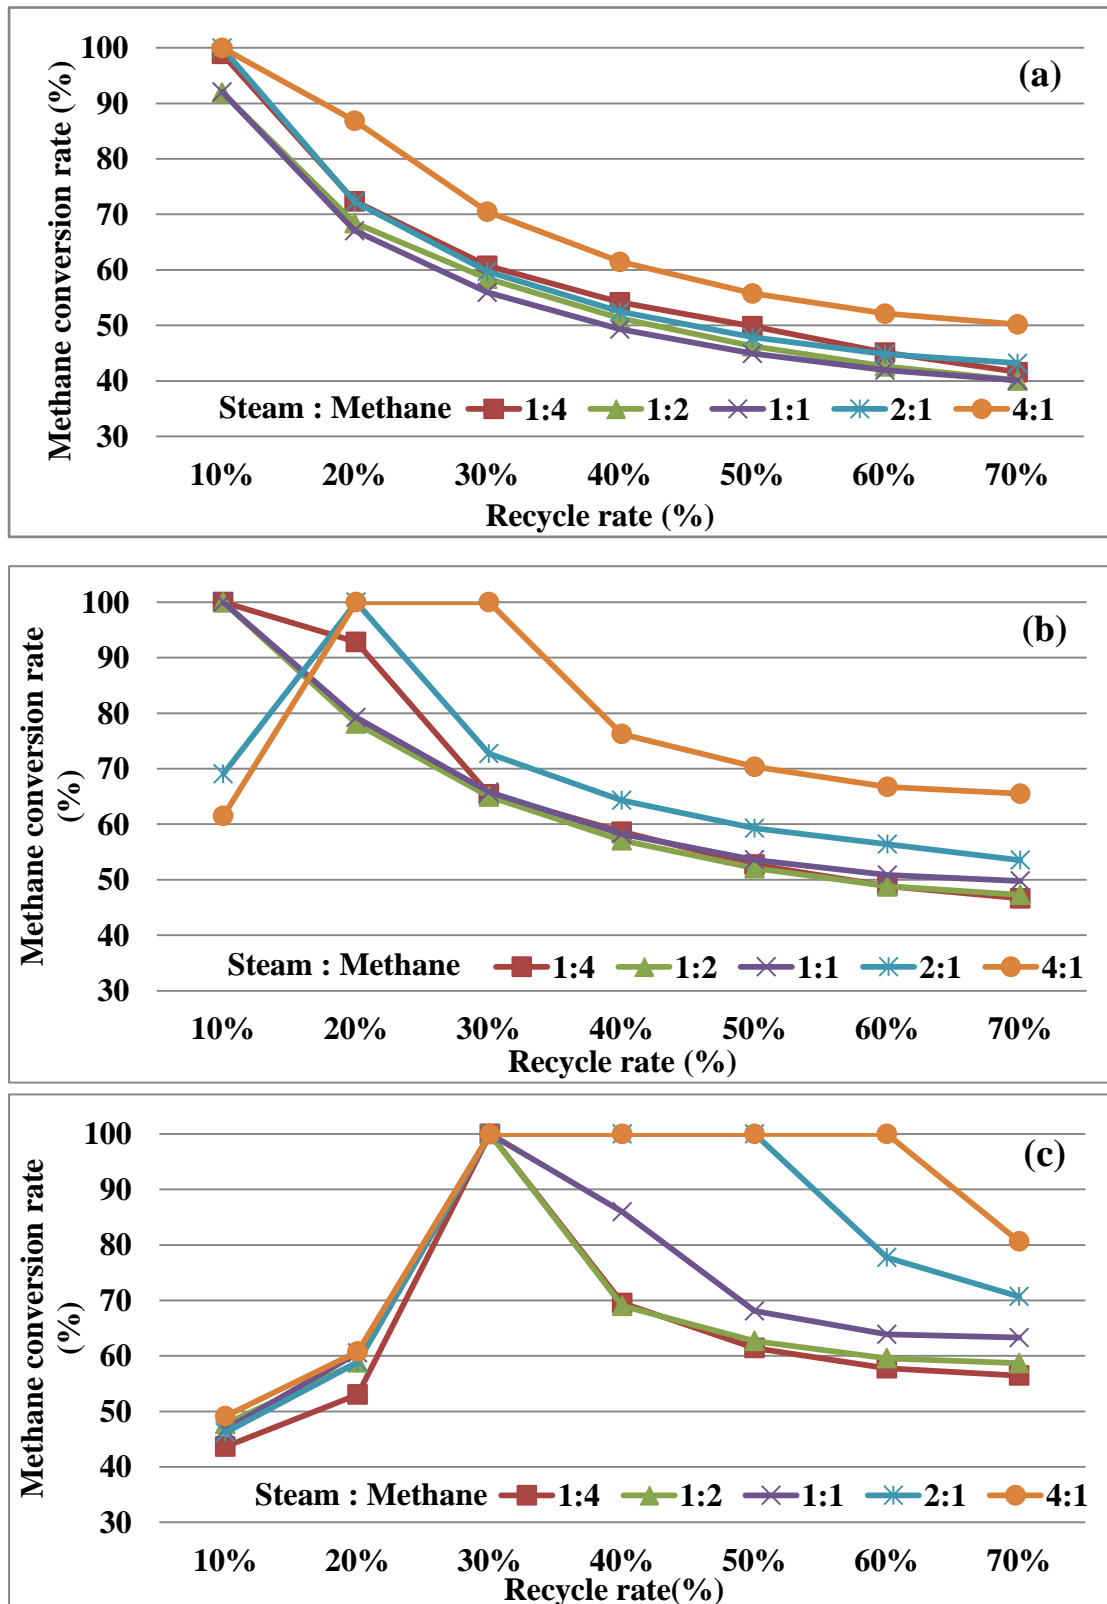 (a)
Methane conversion rate (%)
100
90
80
70
60
50
40
30
Steam : Methane 1:4 1:2 1:1 2:1 4:1
10% 20% 30% 40% 50% 60% 70%
Recycle rate (%)
(b)
Methane conversion rate
(%)
100
90
80
70
60
50
40
30
Steam : Methane 1:4 1:2 1:1 2:1 4:1
10% 20% 30% 40% 50% 60% 70%
Recycle rate (%)
(c)
Methane conversion rate
(%)
100
90
80
70
60
50
40
30
Steam : Methane 1:4 1:2 1:1 2:1 4:1
10% 20% 30% 40% 50% 60% 70%
Recycle rate(%)